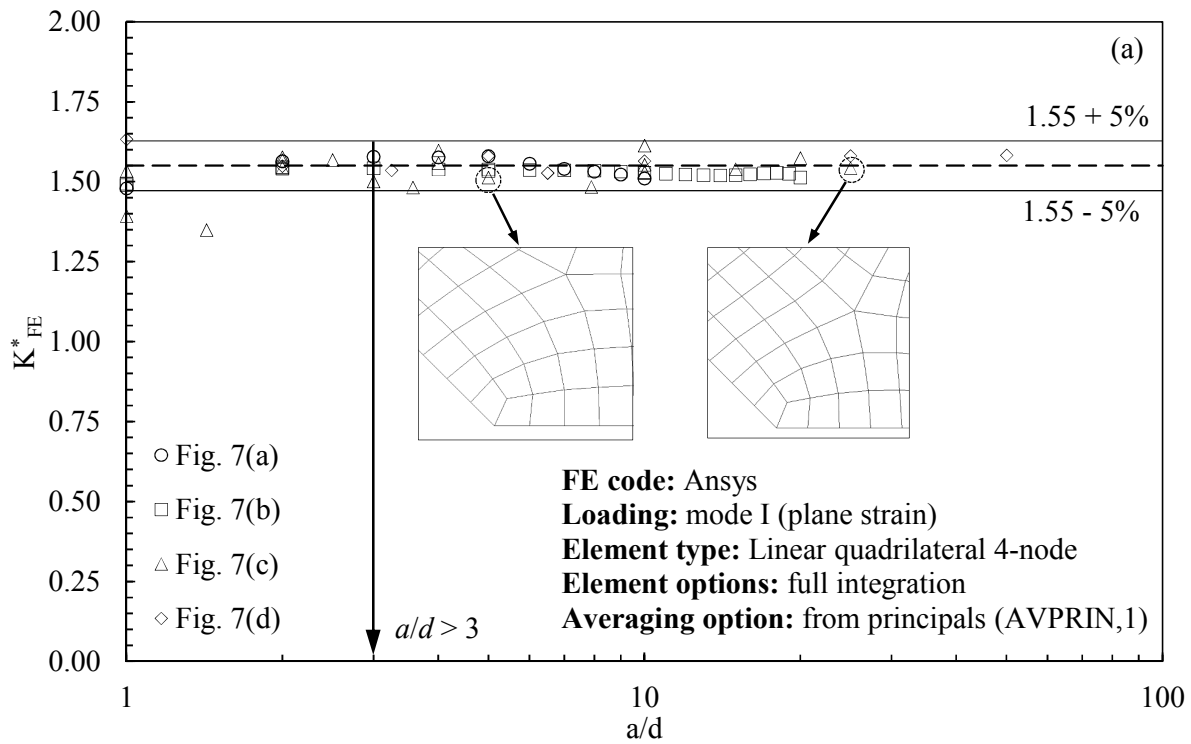 2.00
(a)
1.75
1.55 + 5%
1.50
1.55 - 5%
1.25
1.00
K*FE
0.75
Fig. 7(a)
Fig. 7(b)
0.50
Fig. 7(c)
0.25
Fig. 7(d)
0.00
FE code: Ansys
Loading: mode I (plane strain)
Element type: Linear quadrilateral 4-node
Element options: full integration
Averaging option: from principals (AVPRIN,1)
a/d > 3
1
10
100
a/d